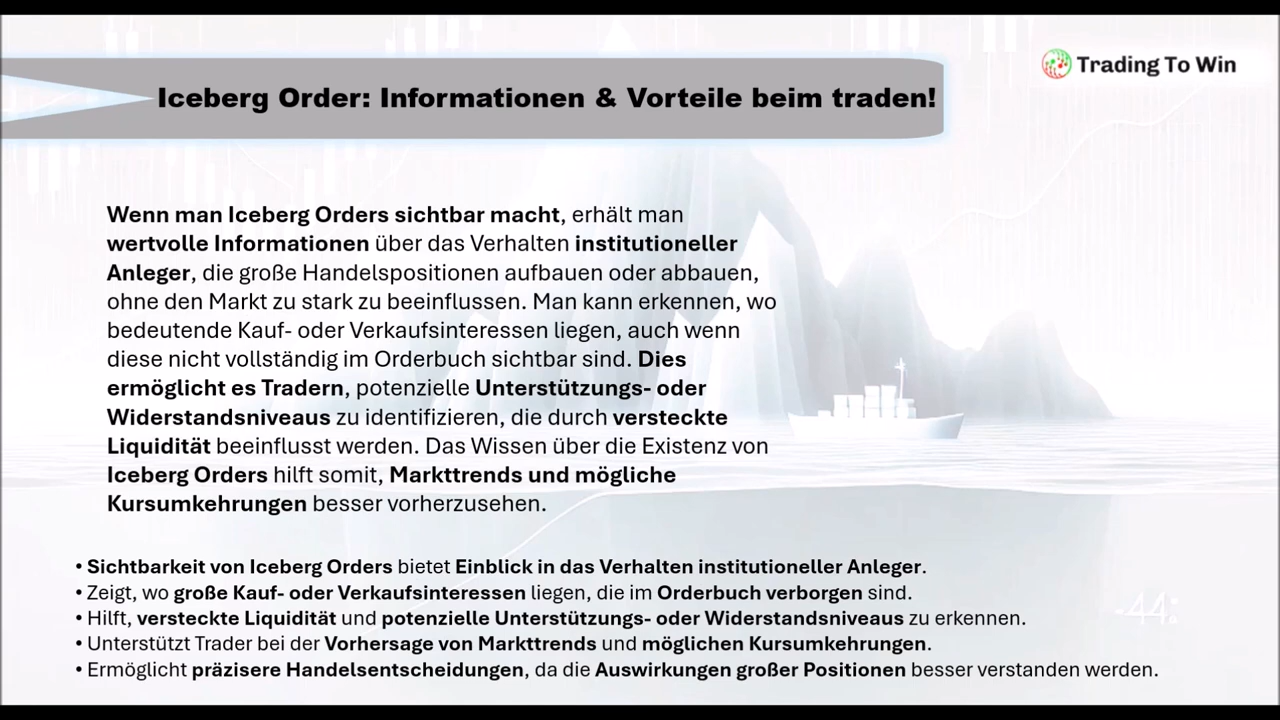 Trading To Win
Iceberg Order: Informationen & Vorteile beim traden!
Wenn man Iceberg Orders sichtbar macht, erhält man
wertvolle Informationen über das Verhalten institutioneller
Anleger, die große Handelspositionen aufbauen oder abbauen,
ohne den Markt zu stark zu beeinflussen. Man kann erkennen, wo
bedeutende Kauf- oder Verkaufsinteressen liegen, auch wenn
diese nicht vollständig im Orderbuch sichtbar sind. Dies
ermöglicht es Tradern, potenzielle Unterstützungs- oder
Widerstandsniveaus zu identifizieren, die durch versteckte
Liquidität beeinflusst werden. Das Wissen über die Existenz von
Iceberg Orders hilft somit, Markttrends und mögliche
Kursumkehrungen besser vorherzusehen.
• Sichtbarkeit von Iceberg Orders bietet Einblick in das Verhalten institutioneller Anleger.
• Zeigt, wo große Kauf- oder Verkaufsinteressen liegen, die im Orderbuch verborgen sind.
• Hilft, versteckte Liquidität und potenzielle Unterstützungs- oder Widerstandsniveaus zu erkennen.
• Unterstützt Trader bei der Vorhersage von Markttrends und möglichen Kursumkehrungen.
• Ermöglicht präzisere Handelsentscheidungen, da die Auswirkungen großer Positionen besser verstanden werden.